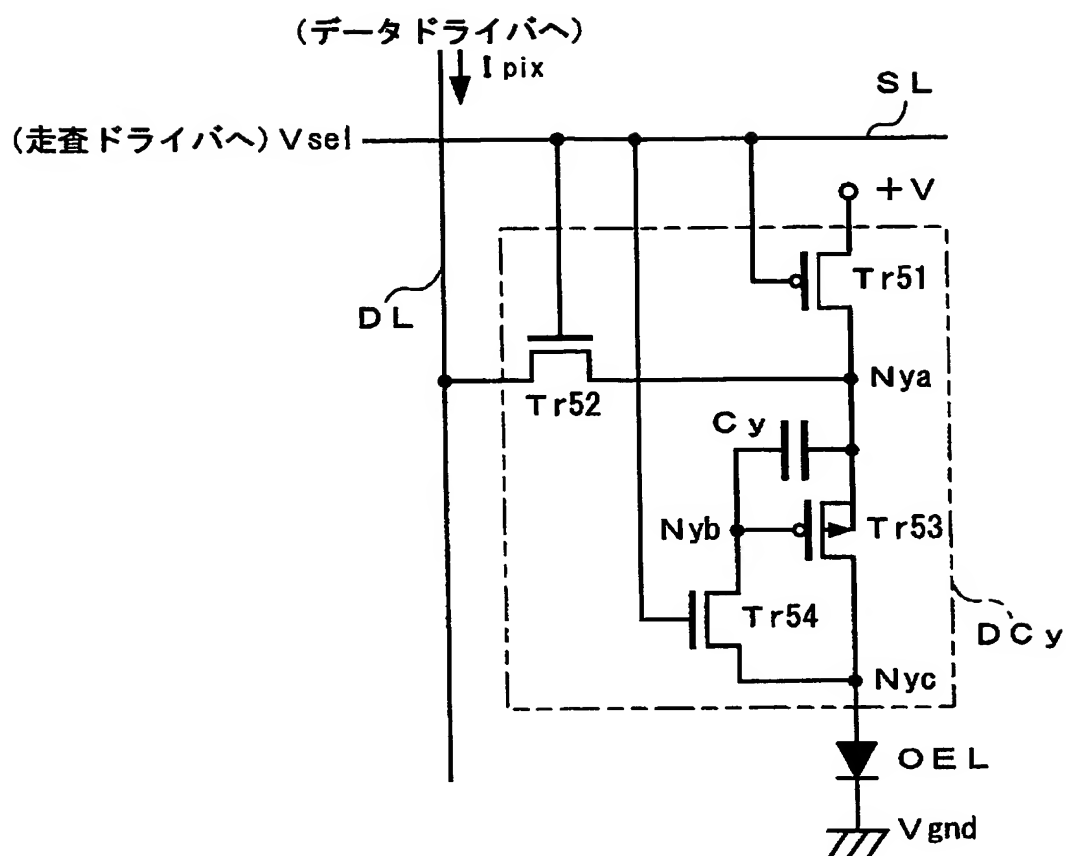 (データドライバへ)
Ipix
SL
(走査ドライバへ) Vsel
+V
Tr51
DL
Nya
Tr52
Cy
Nyb
Tr53
Tr54
DCy
Nyc
OEL
Vgnd